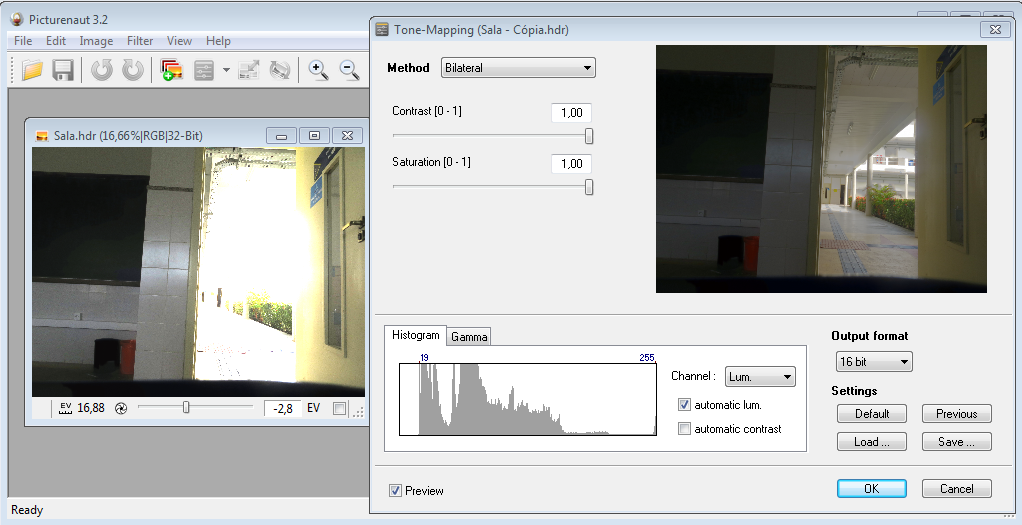 Picturenaut 3.2
File Edit Image Filter View Help
Sala.hdr (16,66%|RGB|32-Bit)
EV 16,88 -2,8 EV
Ready
Tone-Mapping (Sala - Cópia.hdr)
Method Bilateral
Contrast [0 - 1] 1,00
Saturation [0 - 1] 1,00
Histogram Gamma
19 255
Channel : Lum.
automatic lum.
automatic contrast
Output format
16 bit
Settings
Default Previous
Load ... Save ...
Preview
OK Cancel